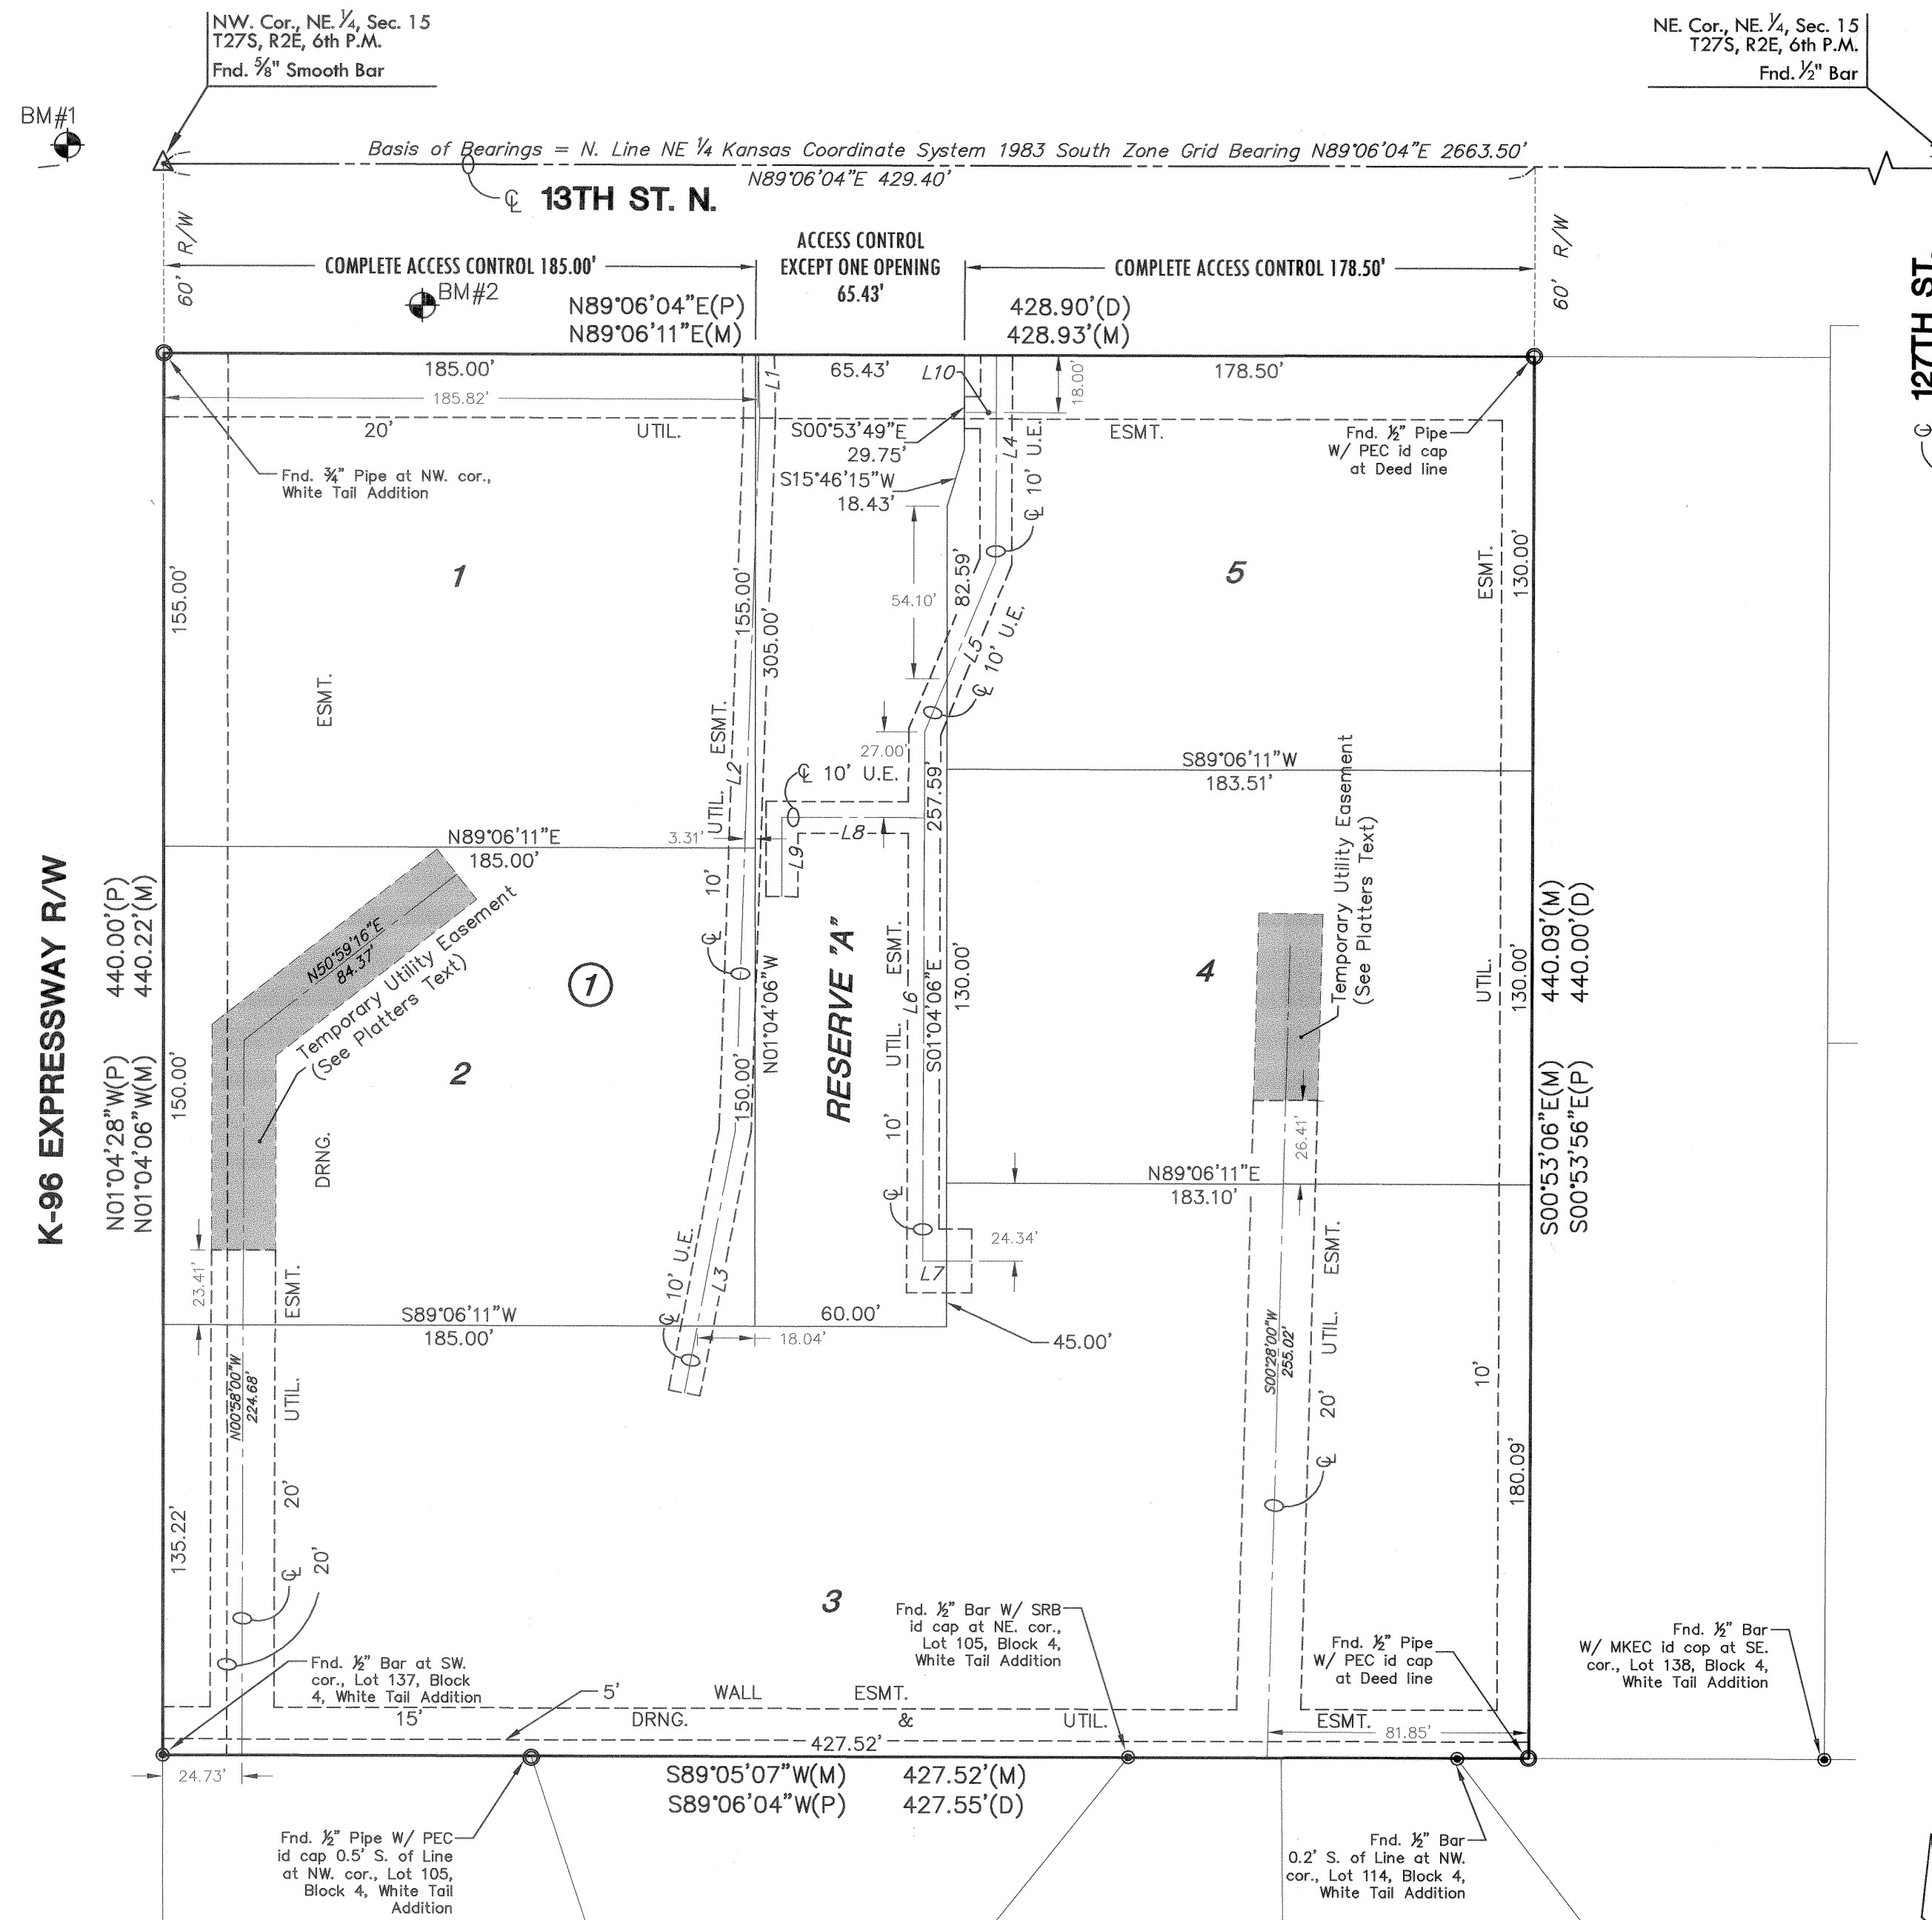 NW. Cor., NE. ¼, Sec. 15
T27S, R2E, 6th P.M.
Fnd. ⅝" Smooth Bar
NE. Cor., NE. ¼, Sec. 15
T27S, R2E, 6th P.M.
Fnd. ½" Bar
BM#1
Basis of Bearings = N. Line NE ¼ Kansas Coordinate System 1983 South Zone Grid Bearing N89°06'04"E 2663.50'
N89°06'04"E 429.40'
℄ 13TH ST. N.
60' R/W
60' R/W
COMPLETE ACCESS CONTROL 185.00'
ACCESS CONTROL
EXCEPT ONE OPENING
65.43'
COMPLETE ACCESS CONTROL 178.50'
BM#2
N89°06'04"E(P)
N89°06'11"E(M)
428.90'(D)
428.93'(M)
℄ 127TH ST.
185.00'
185.82'
65.43'
L10
18.00'
178.50'
L1
20' UTIL. ESMT.
S00°53'49"E
29.75'
S15°46'15"W
18.43'
L4
℄ 10' U.E.
Fnd. ½" Pipe
W/ PEC id cap
at Deed line
Fnd. ¾" Pipe at NW. cor.,
White Tail Addition
1
5
155.00'
155.00'
305.00'
54.10'
82.59'
L5
℄ 10' U.E.
ESMT.
130.00'
ESMT.
UTIL. ESMT.
L2
27.00'
℄ 10' U.E.
257.59'
S89°06'11"W
183.51'
N89°06'11"E
185.00'
3.31'
L8
L9
10'
℄
Temporary Utility Easement
(See Platters Text)
K-96 EXPRESSWAY R/W
440.00'(P)
440.22'(M)
N01°04'28"W(P)
N01°04'06"W(M)
N50°59'16"E
84.37'
Temporary Utility Easement
(See Platters Text)
1
RESERVE "A"
N01°04'06"W
150.00'
150.00'
2
DRNG.
10' UTIL. ESMT.
L6
℄
S01°04'06"E
130.00'
4
UTIL.
130.00'
440.09'(M)
440.00'(D)
S00°53'06"E(M)
S00°53'56"E(P)
26.41'
N89°06'11"E
183.10'
24.34'
L7
23.41'
ESMT.
S89°06'11"W
185.00'
℄ 10' U.E.
L3
18.04'
60.00'
45.00'
N00°58'00"W
224.68'
20' UTIL.
S00°28'00"W
255.02'
20' UTIL. ESMT.
℄
10'
180.09'
135.22'
℄
20'
3
Fnd. ½" Bar at SW.
cor., Lot 137, Block
4, White Tail Addition
Fnd. ½" Bar W/ SRB
id cap at NE. cor.,
Lot 105, Block 4,
White Tail Addition
Fnd. ½" Pipe
W/ PEC id cap
at Deed line
Fnd. ½" Bar
W/ MKEC id cop at SE.
cor., Lot 138, Block 4,
White Tail Addition
5' WALL ESMT.
15' DRNG. & UTIL. ESMT.
81.85'
427.52'
24.73'
S89°05'07"W(M) 427.52'(M)
S89°06'04"W(P) 427.55'(D)
Fnd. ½" Pipe W/ PEC
id cap 0.5' S. of Line
at NW. cor., Lot 105,
Block 4, White Tail
Addition
Fnd. ½" Bar
0.2' S. of Line at NW.
cor., Lot 114, Block 4,
White Tail Addition